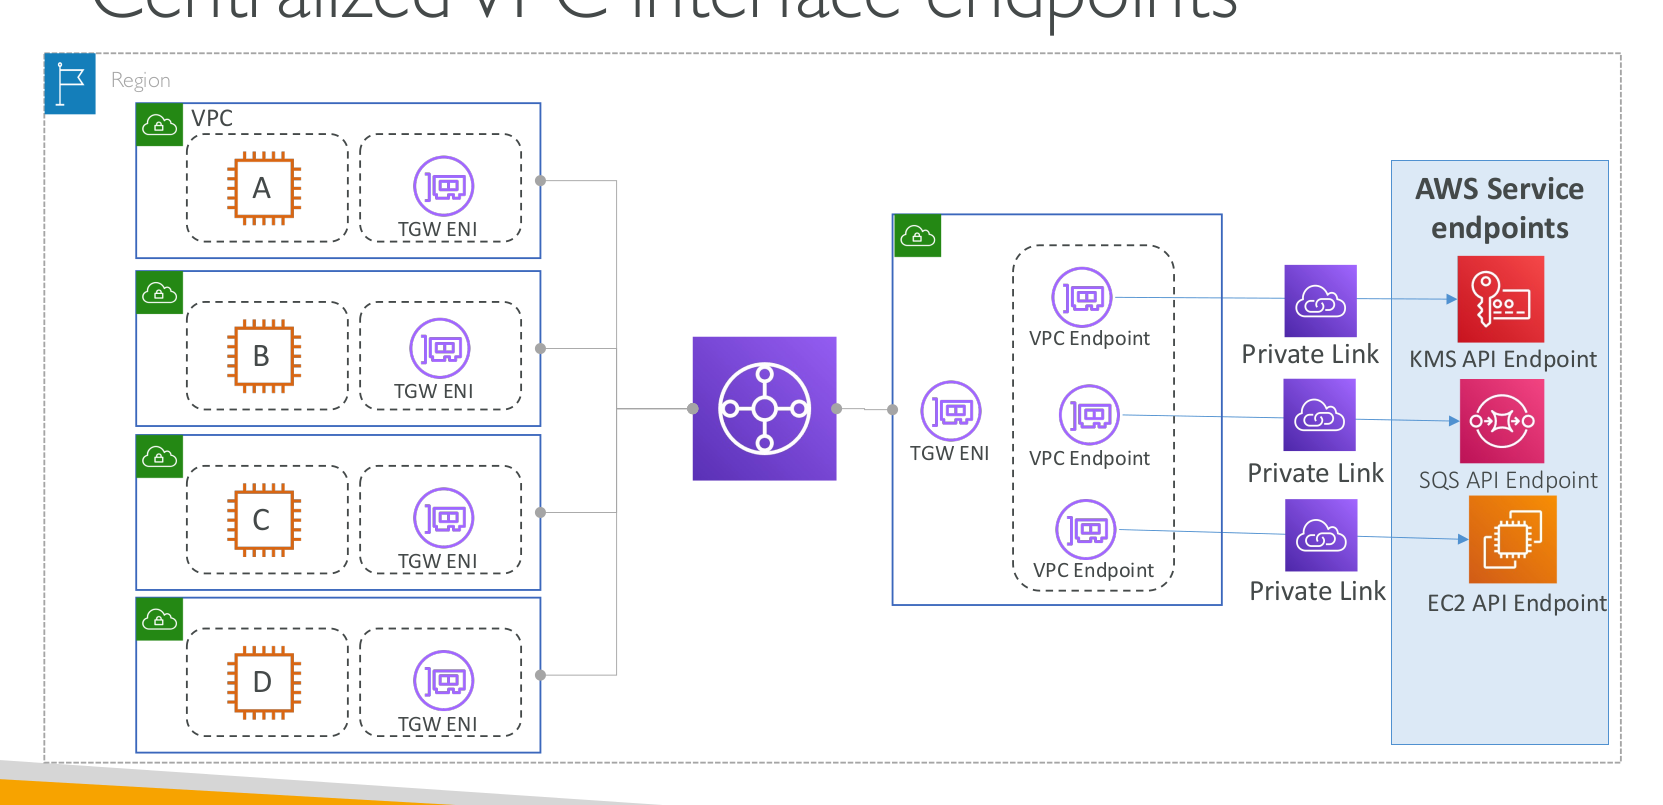 Centralized VPC interface endpoints
Region
VPC
A
TGW ENI
B
TGW ENI
C
TGW ENI
D
TGW ENI
TGW ENI
VPC Endpoint
VPC Endpoint
VPC Endpoint
Private Link
Private Link
Private Link
AWS Service
endpoints
KMS API Endpoint
SQS API Endpoint
EC2 API Endpoint